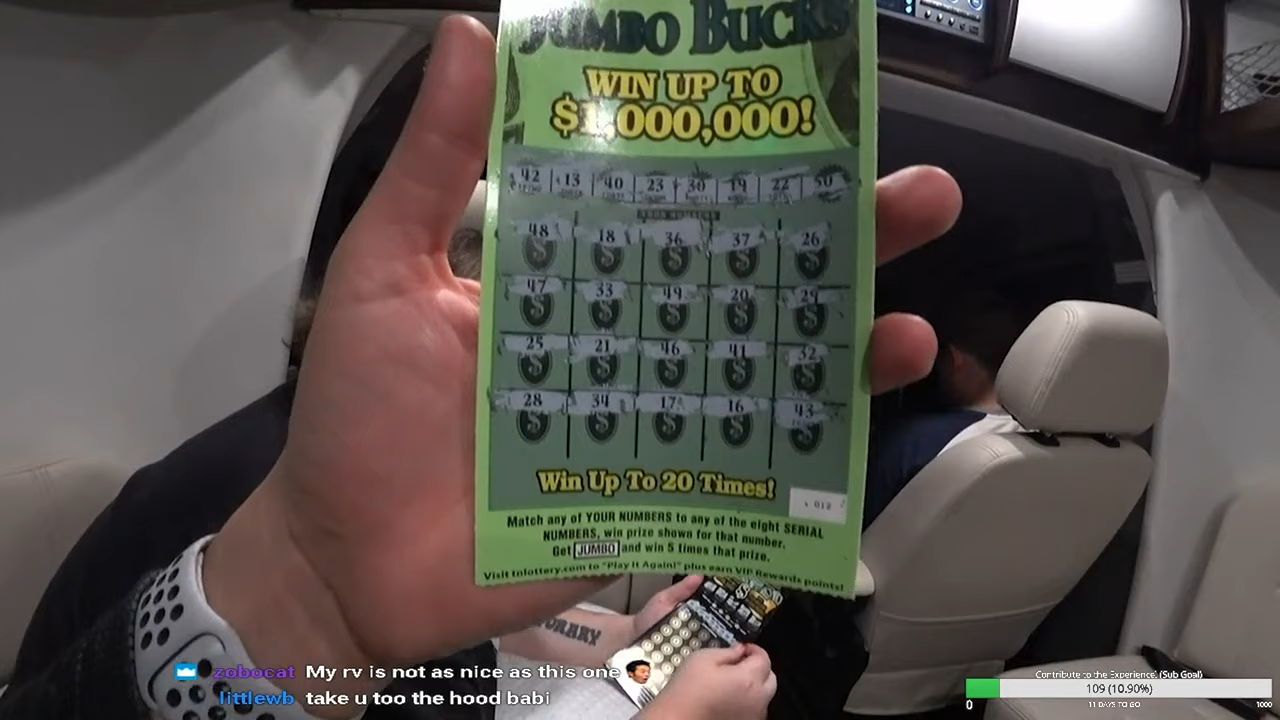 JUMBO BUCKS
WIN UP TO
$1,000,000!
42 13 40 23 30 19 22 50
YOUR NUMBERS
48 18 36 37 26
47 33 49 20 29
25 21 46 41 32
28 34 17 16 43
Win Up To 20 Times!
012
Match any of YOUR NUMBERS to any of the eight SERIAL
NUMBERS, win prize shown for that number.
Get JUMBO and win 5 times that prize.
Visit tnlottery.com to "Play It Again!" plus earn VIP Rewards points!
zobocat My rv is not as nice as this one
littlewb take u too the hood babi
Contribute to the Experience! (Sub Goal)
109 (10.90%)
0 11 DAYS TO GO 1000